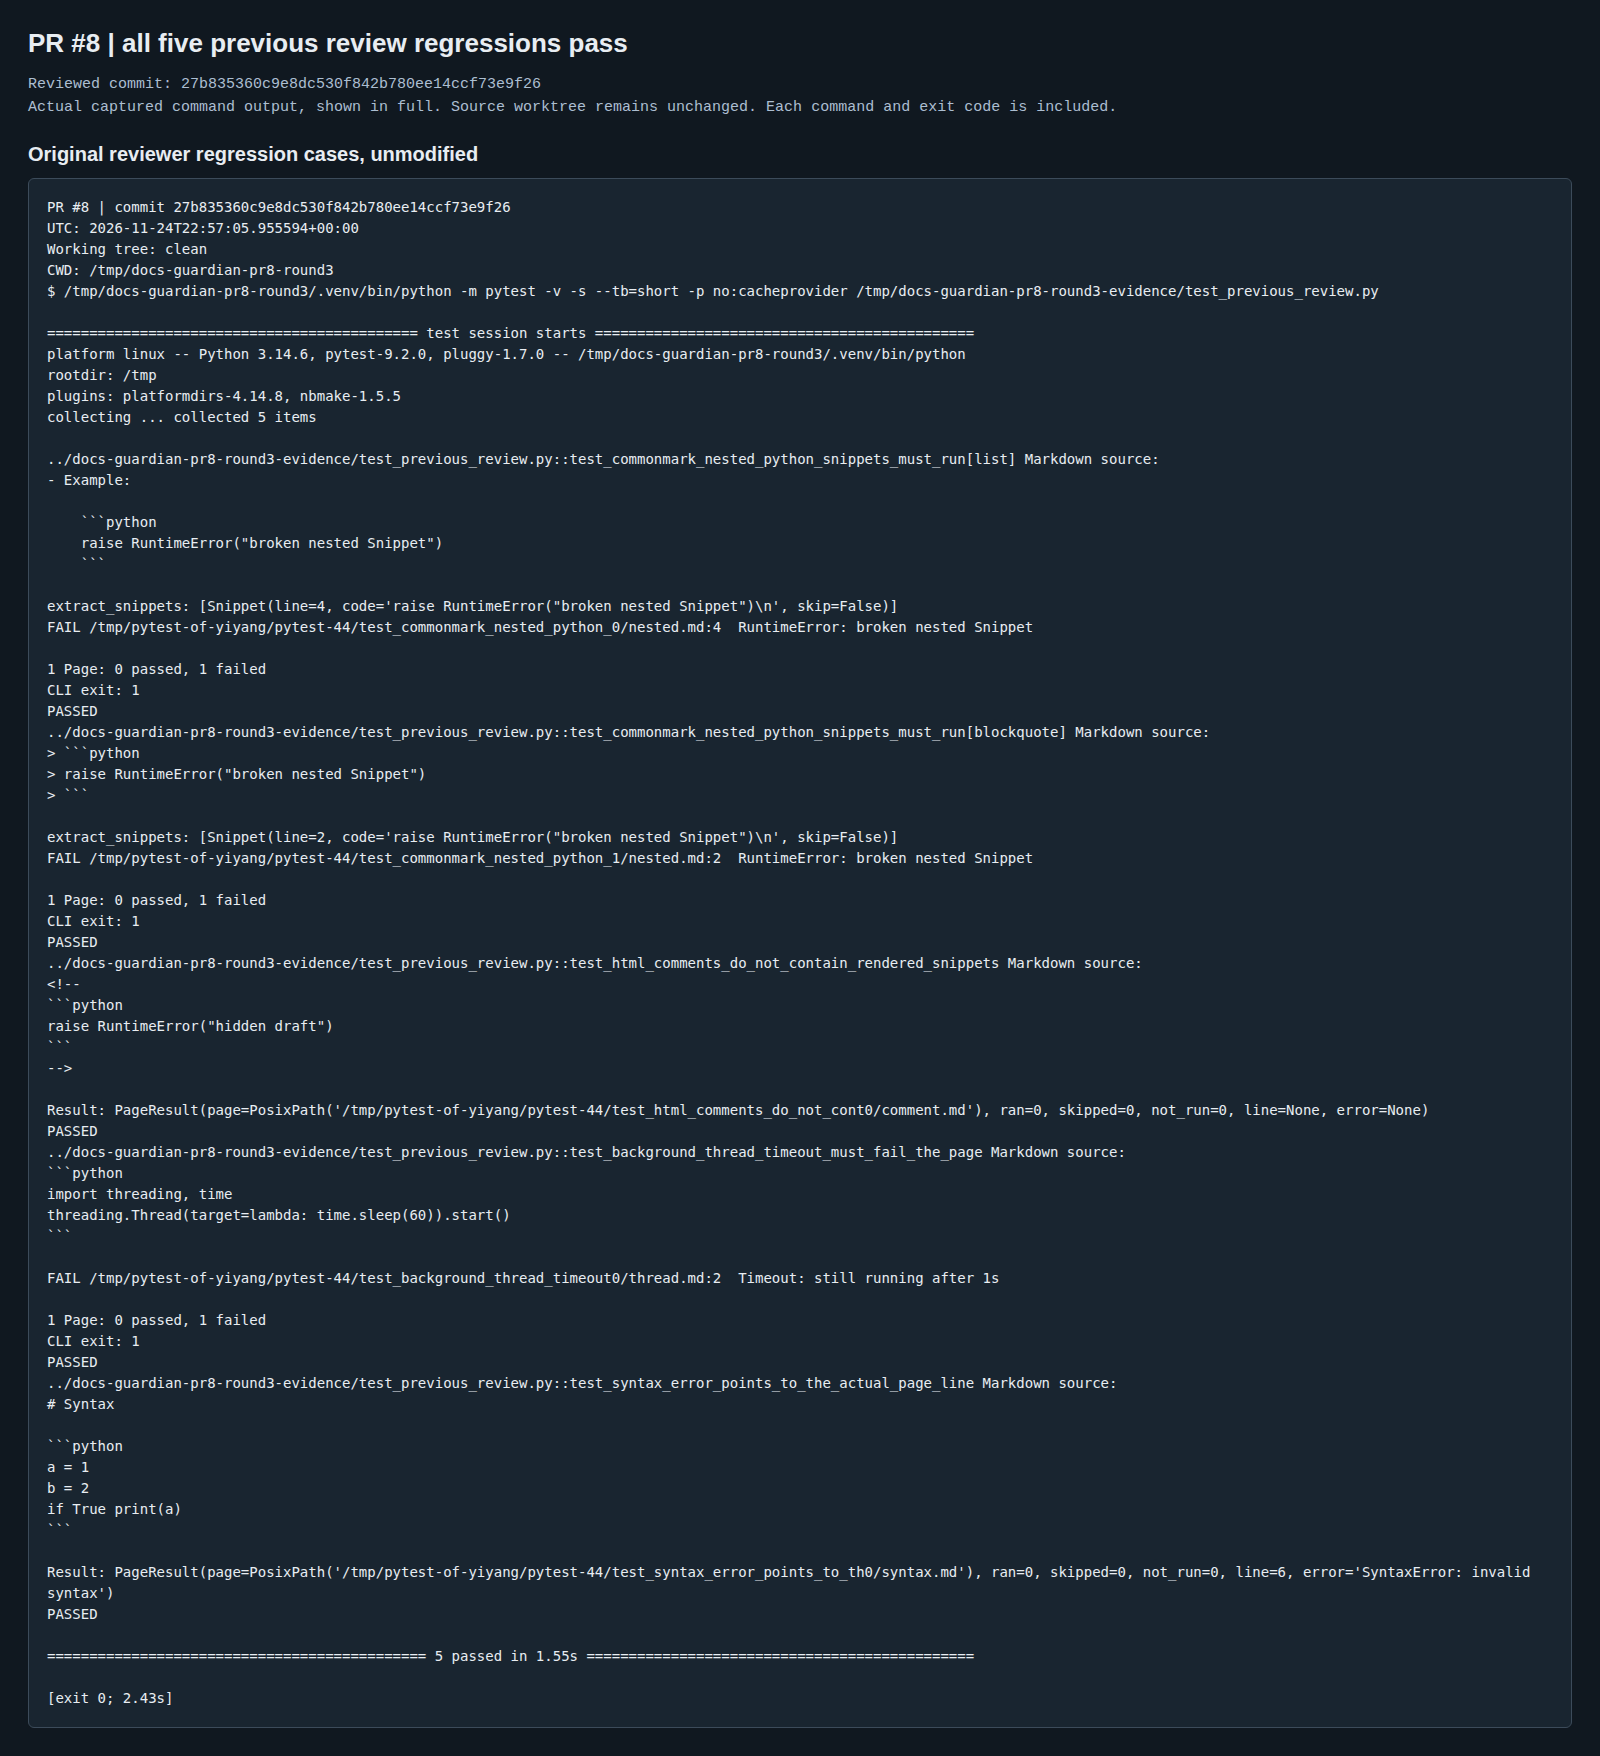 PR #8 | all five previous review regressions pass
Reviewed commit: 27b835360c9e8dc530f842b780ee14ccf73e9f26
Actual captured command output, shown in full. Source worktree remains unchanged. Each command and exit code is included.
Original reviewer regression cases, unmodified
PR #8 | commit 27b835360c9e8dc530f842b780ee14ccf73e9f26
UTC: 2026-11-24T22:57:05.955594+00:00
Working tree: clean
CWD: /tmp/docs-guardian-pr8-round3
$ /tmp/docs-guardian-pr8-round3/.venv/bin/python -m pytest -v -s --tb=short -p no:cacheprovider /tmp/docs-guardian-pr8-round3-evidence/test_previous_review.py

============================================ test session starts =============================================
platform linux -- Python 3.14.6, pytest-9.2.0, pluggy-1.7.0 -- /tmp/docs-guardian-pr8-round3/.venv/bin/python
rootdir: /tmp
plugins: platformdirs-4.14.8, nbmake-1.5.5
collecting ... collected 5 items

../docs-guardian-pr8-round3-evidence/test_previous_review.py::test_commonmark_nested_python_snippets_must_run[list] Markdown source:
- Example:

    ```python
    raise RuntimeError("broken nested Snippet")
    ```

extract_snippets: [Snippet(line=4, code='raise RuntimeError("broken nested Snippet")\n', skip=False)]
FAIL /tmp/pytest-of-yiyang/pytest-44/test_commonmark_nested_python_0/nested.md:4  RuntimeError: broken nested Snippet

1 Page: 0 passed, 1 failed
CLI exit: 1
PASSED
../docs-guardian-pr8-round3-evidence/test_previous_review.py::test_commonmark_nested_python_snippets_must_run[blockquote] Markdown source:
> ```python
> raise RuntimeError("broken nested Snippet")
> ```

extract_snippets: [Snippet(line=2, code='raise RuntimeError("broken nested Snippet")\n', skip=False)]
FAIL /tmp/pytest-of-yiyang/pytest-44/test_commonmark_nested_python_1/nested.md:2  RuntimeError: broken nested Snippet

1 Page: 0 passed, 1 failed
CLI exit: 1
PASSED
../docs-guardian-pr8-round3-evidence/test_previous_review.py::test_html_comments_do_not_contain_rendered_snippets Markdown source:
<!--
```python
raise RuntimeError("hidden draft")
```
-->

Result: PageResult(page=PosixPath('/tmp/pytest-of-yiyang/pytest-44/test_html_comments_do_not_cont0/comment.md'), ran=0, skipped=0, not_run=0, line=None, error=None)
PASSED
../docs-guardian-pr8-round3-evidence/test_previous_review.py::test_background_thread_timeout_must_fail_the_page Markdown source:
```python
import threading, time
threading.Thread(target=lambda: time.sleep(60)).start()
```

FAIL /tmp/pytest-of-yiyang/pytest-44/test_background_thread_timeout0/thread.md:2  Timeout: still running after 1s

1 Page: 0 passed, 1 failed
CLI exit: 1
PASSED
../docs-guardian-pr8-round3-evidence/test_previous_review.py::test_syntax_error_points_to_the_actual_page_line Markdown source:
# Syntax

```python
a = 1
b = 2
if True print(a)
```

Result: PageResult(page=PosixPath('/tmp/pytest-of-yiyang/pytest-44/test_syntax_error_points_to_th0/syntax.md'), ran=0, skipped=0, not_run=0, line=6, error='SyntaxError: invalid
syntax')
PASSED

============================================= 5 passed in 1.55s ==============================================

[exit 0; 2.43s]